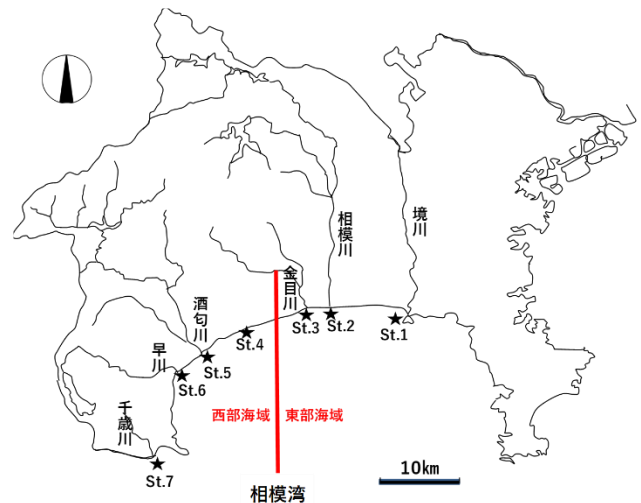 相模川
境川
金目川
酒匂川
早川
千歳川
St.3
St.2
St.1
St.4
St.5
St.6
St.7
西部海域
東部海域
10km
相模湾